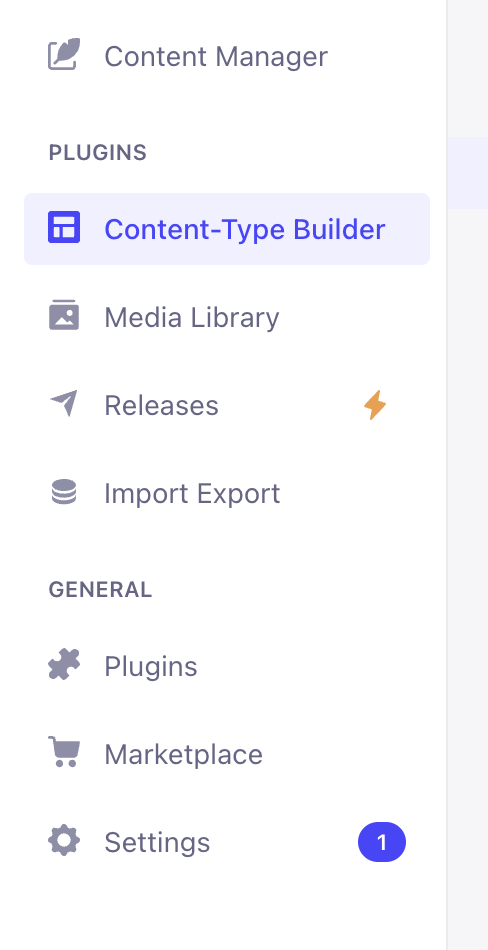 Content Manager
PLUGINS
Content-Type Builder
Media Library
Releases
Import Export
GENERAL
Plugins
Marketplace
Settings 1